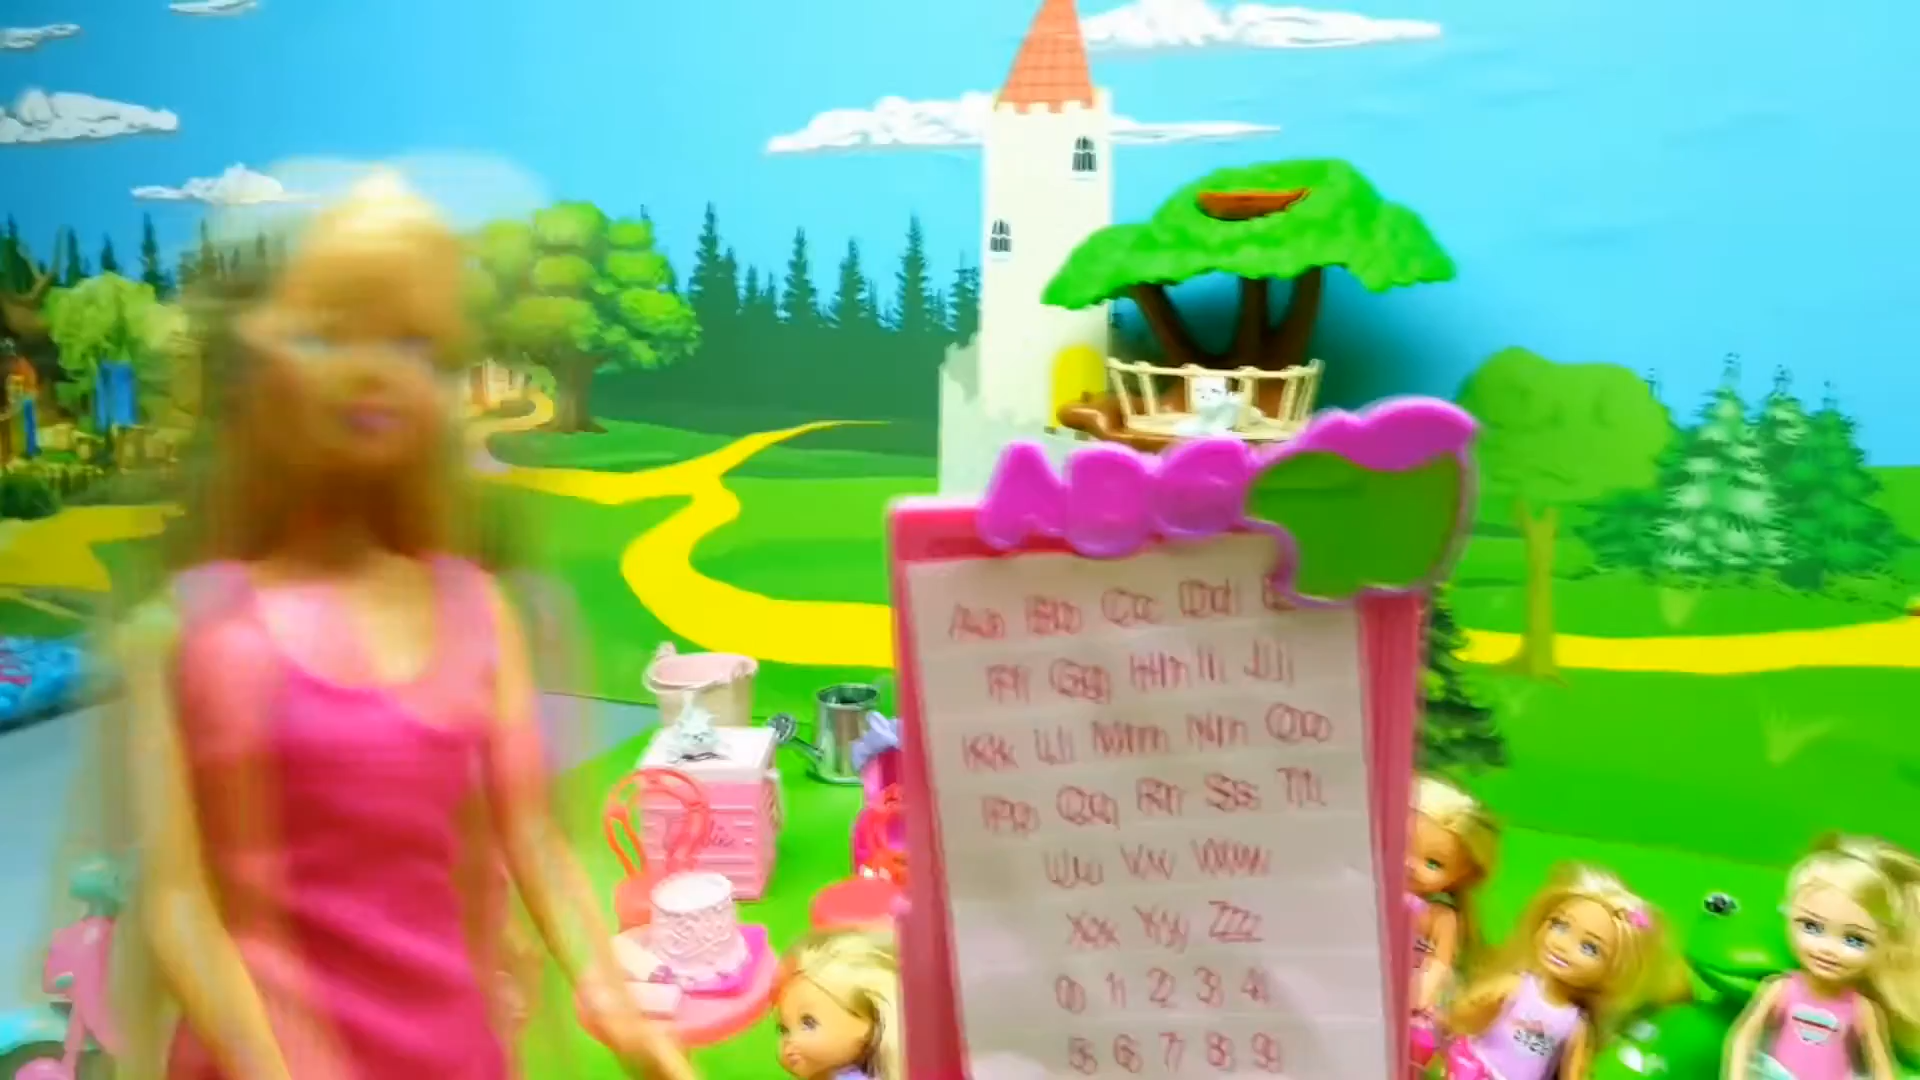 ABC
Aa Bb Cc Dd
Ff Gg Hh Ii Jj
Kk Ll Mm Nn Oo
Pp Qq Rr Ss Tt
Uu Vv Ww
Xx Yy Zz
0 1 2 3 4
5 6 7 8 9